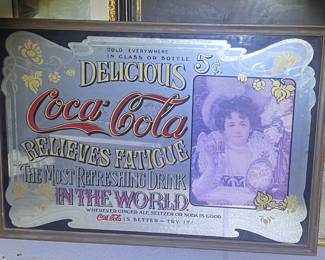 SOLD EVERYWHERE
IN GLASS OR BOTTLE
5¢
DELICIOUS
Coca-Cola
RELIEVES FATIGUE
THE MOST REFRESHING DRINK
IN THE WORLD.
WHEREVER GINGER ALE, SELTZER OR SODA IS GOOD
Coca-Cola IS BETTER - TRY IT!